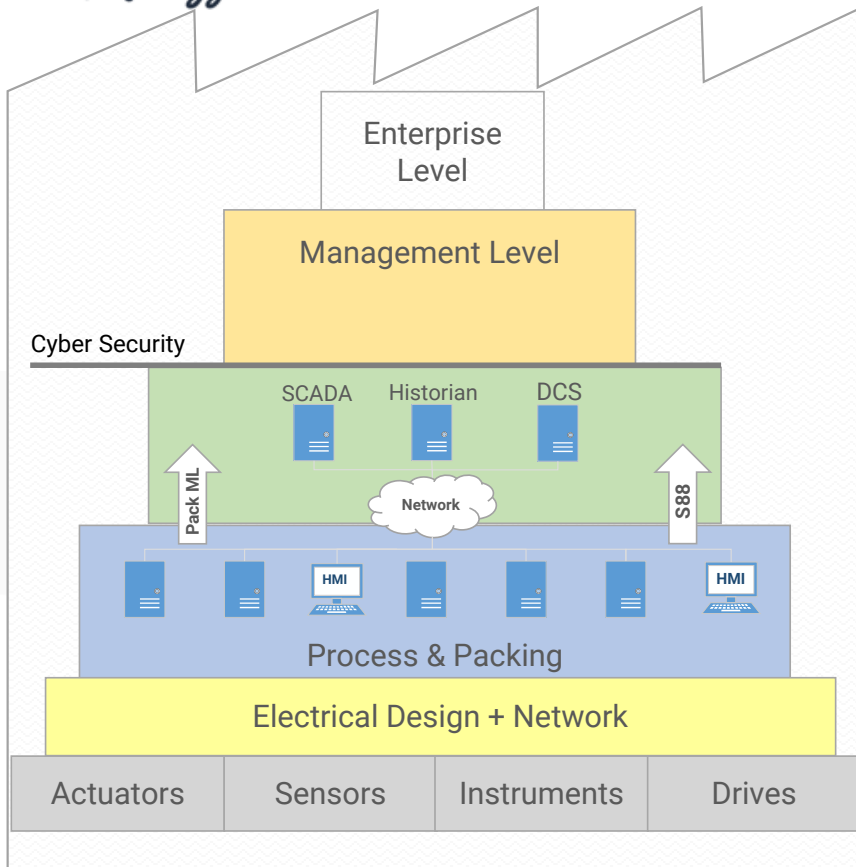 Enterprise
Level
Management Level
Cyber Security
SCADA
Historian
DCS
Pack ML
S88
Network
HMI
HMI
Process & Packing
Electrical Design + Network
Actuators
Sensors
Instruments
Drives